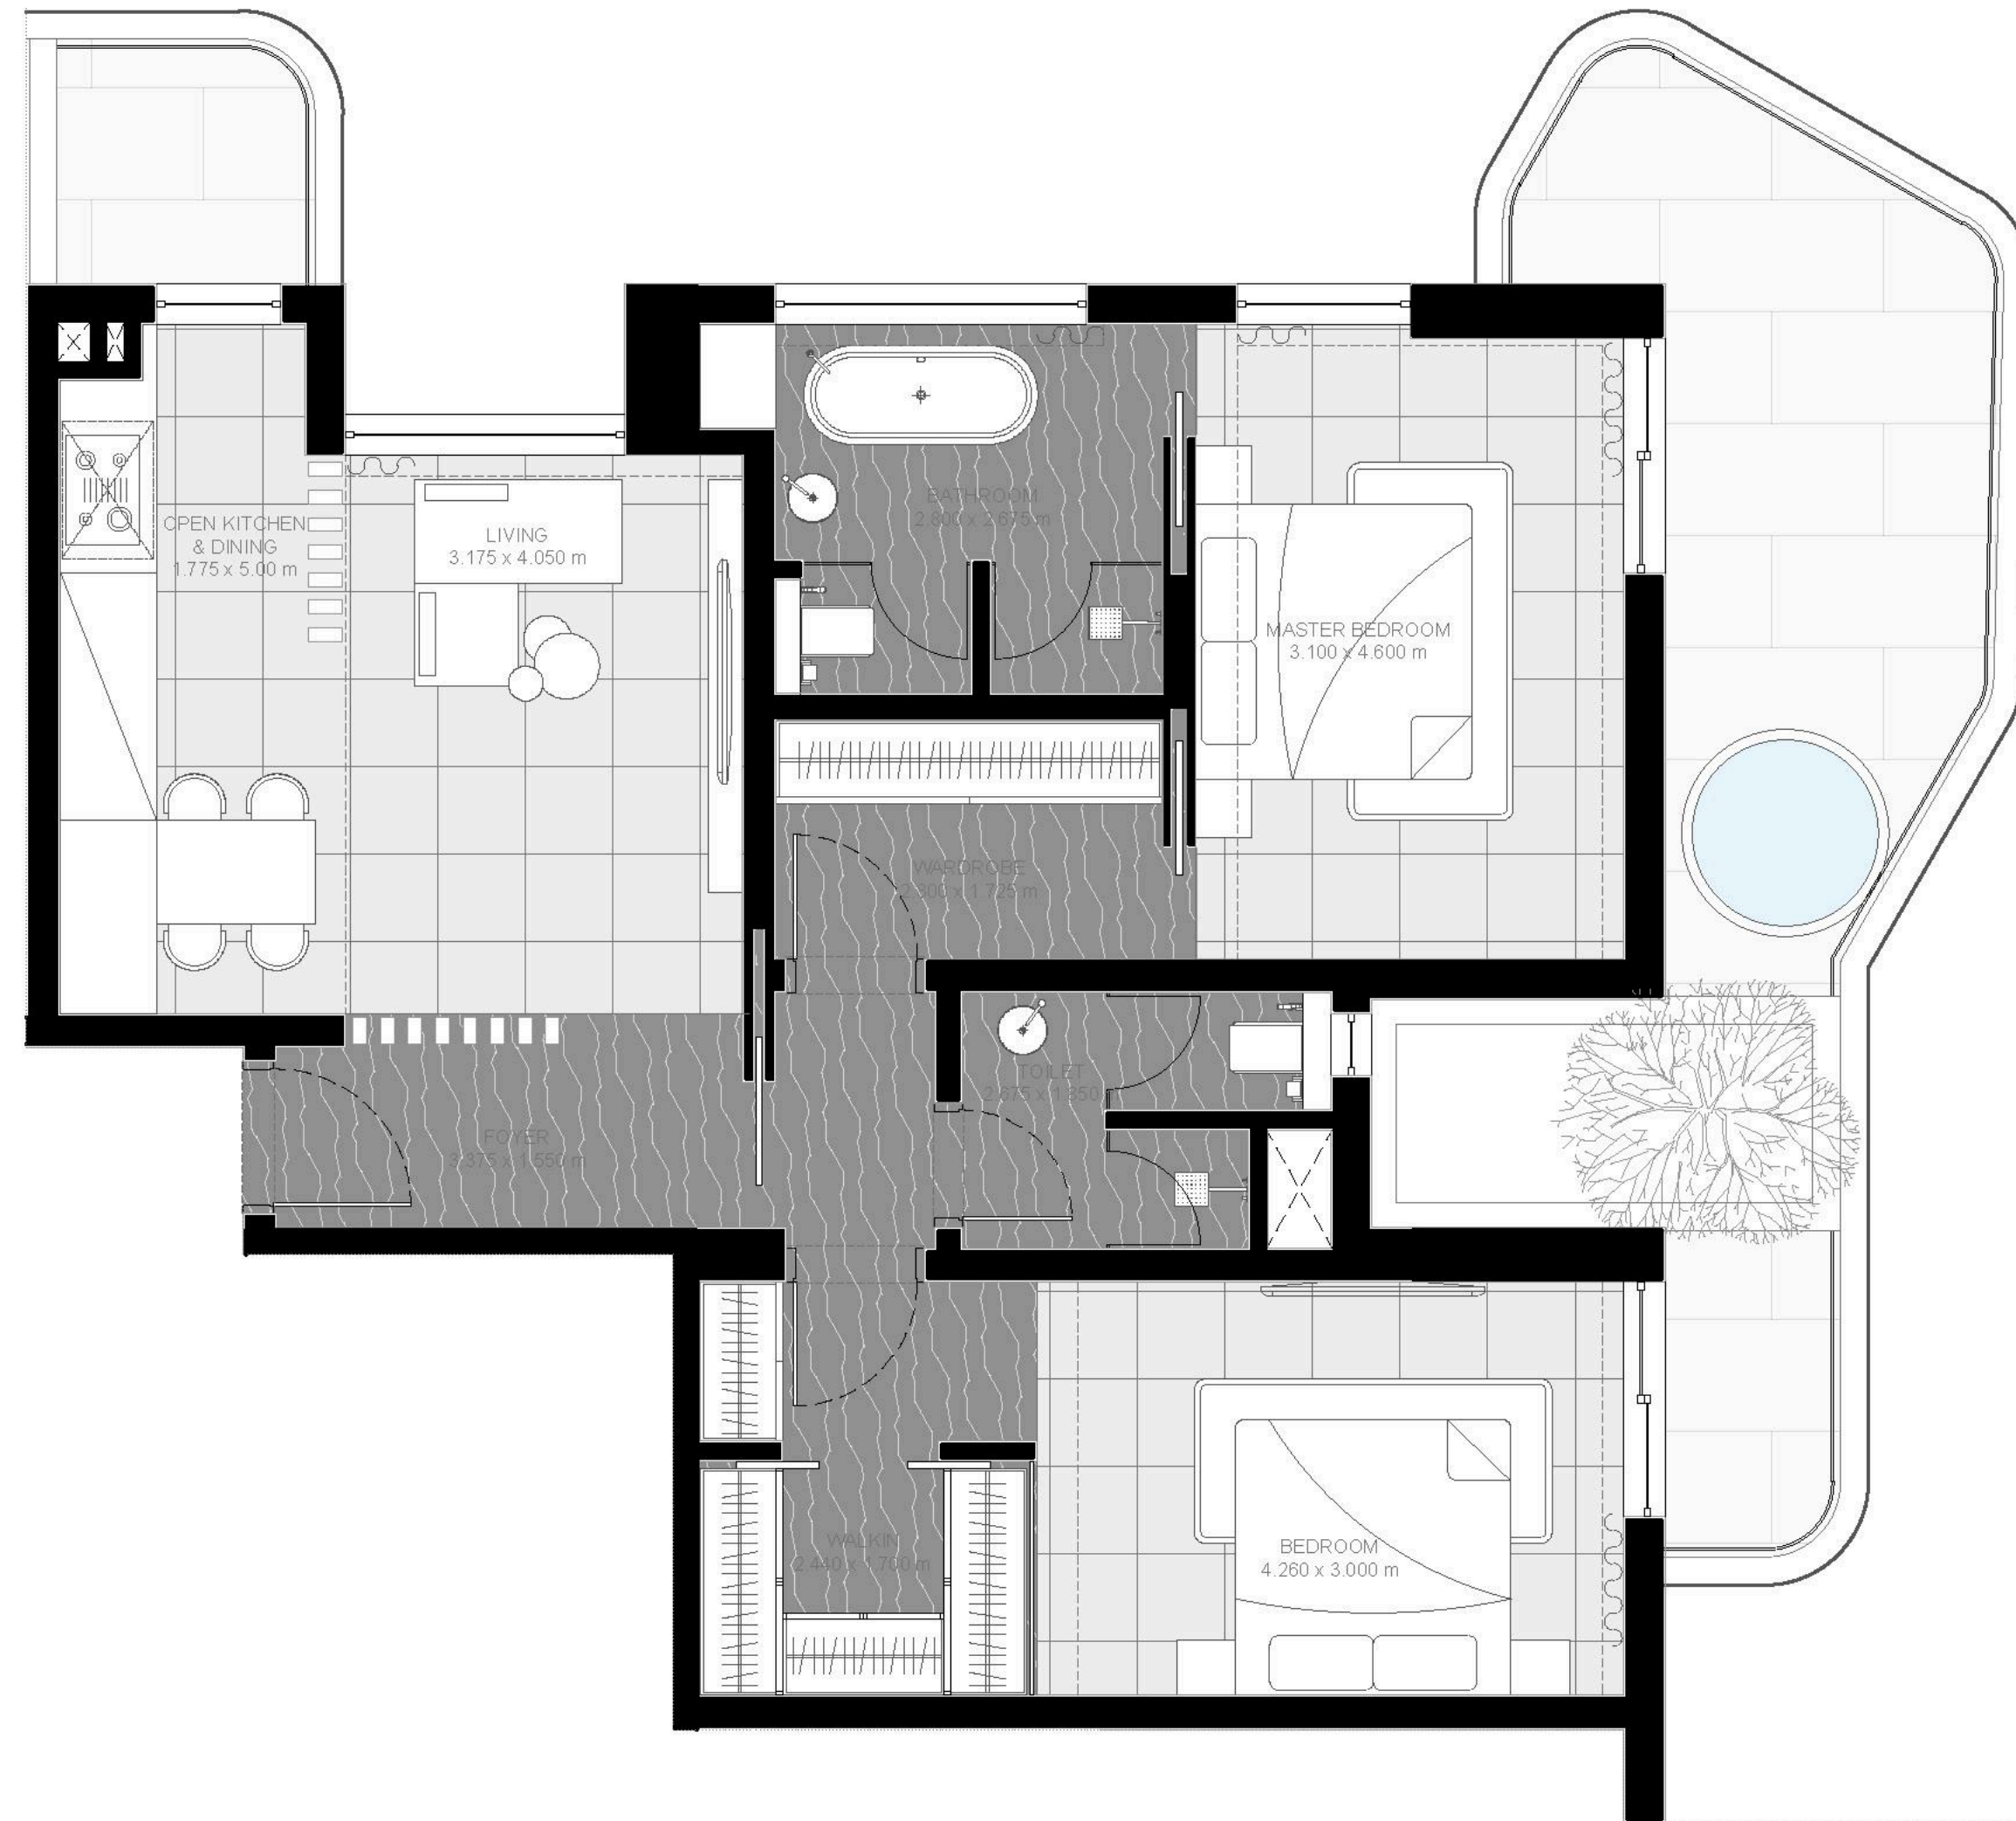 OPEN KITCHEN
& DINING
1.775 x 5.00 m
LIVING
3.175 x 4.050 m
BATHROOM
2.800 x 2.675 m
MASTER BEDROOM
3.100 x 4.600 m
WARDROBE
x 1.725 m
TOILET
2.675 x 1.350
FOYER
3.375 x 1.550 m
WALKIN
2.440 x 1.700 m
BEDROOM
4.260 x 3.000 m